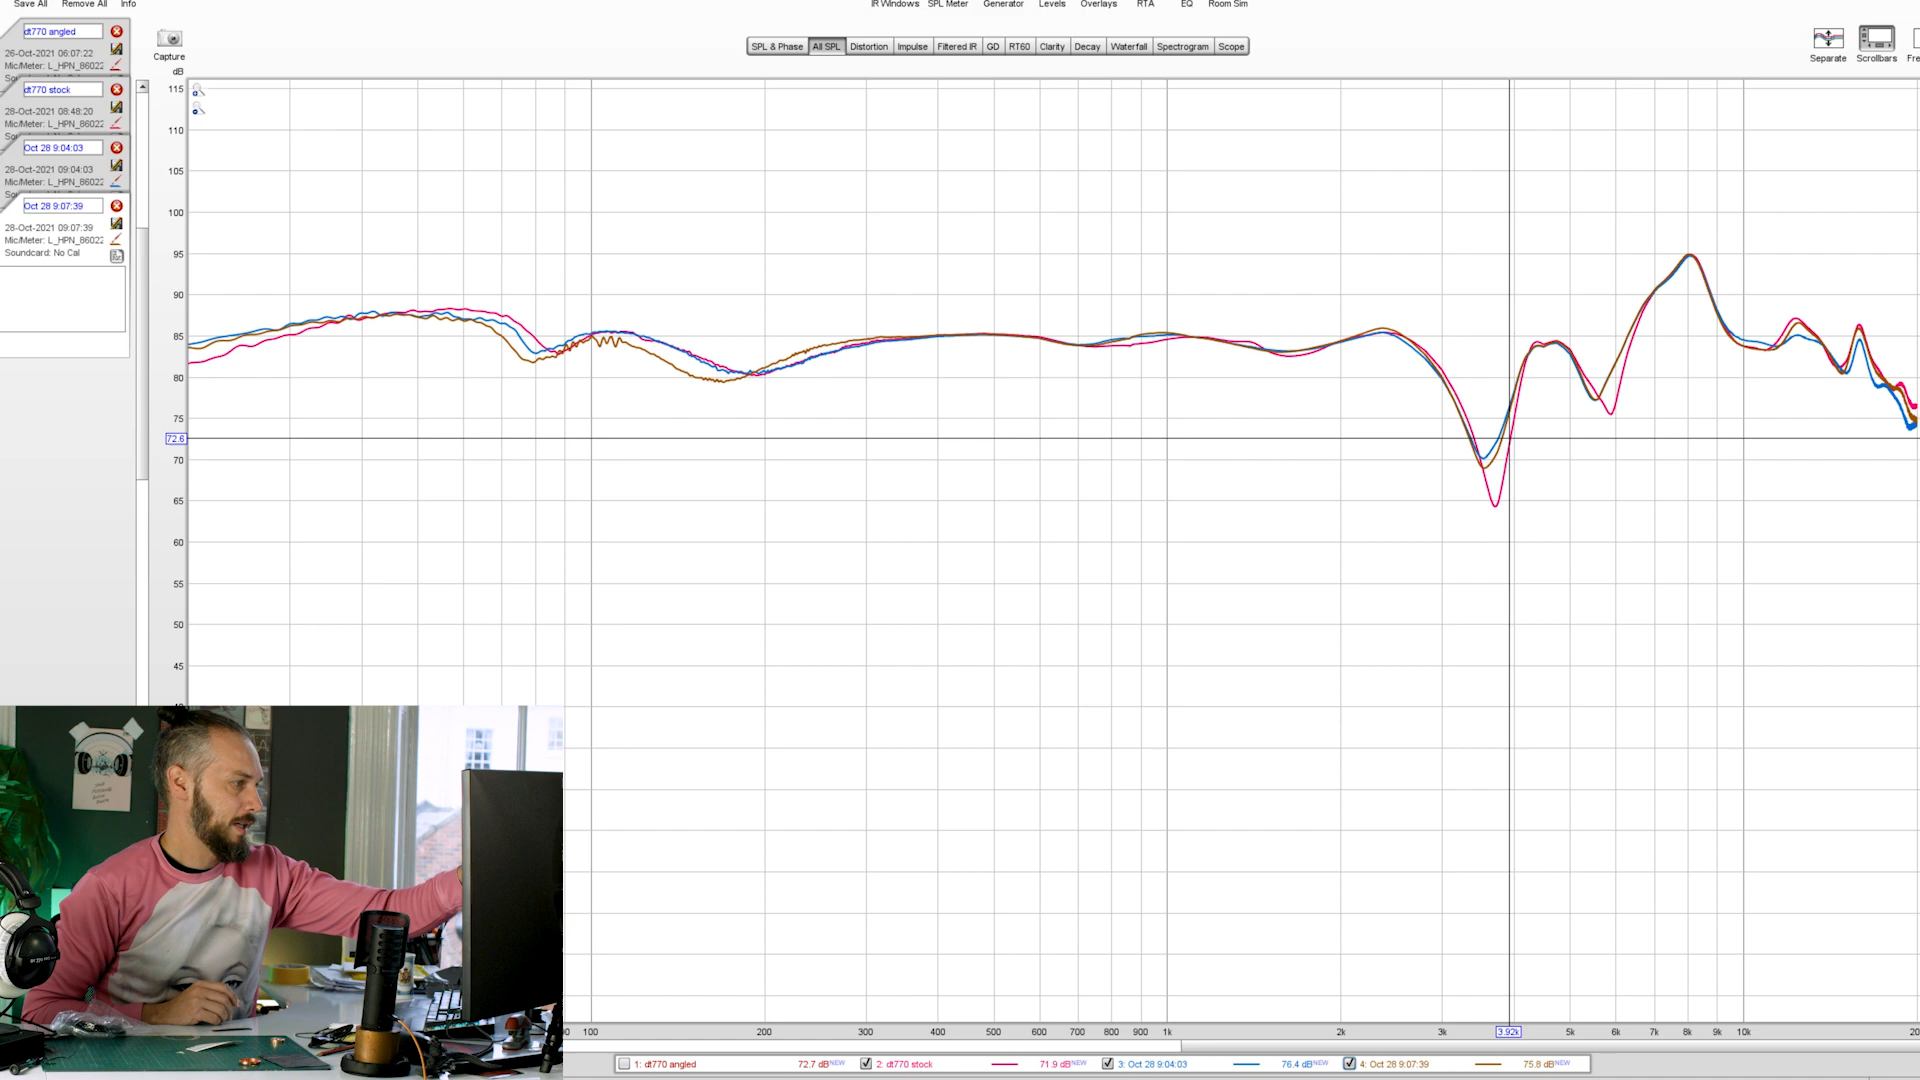 Save All Remove All Info IR Windows SPL Meter Generator Levels Overlays RTA EQ Room Sim
dt770 angled
26-Oct-2021 06:07:22
Mic/Meter: L_HPN_86022
dt770 stock
28-Oct-2021 08:48:20
Mic/Meter: L_HPN_86022
Oct 28 9:04:03
28-Oct-2021 09:04:03
Mic/Meter: L_HPN_86022
Oct 28 9:07:39
28-Oct-2021 09:07:39
Mic/Meter: L_HPN_86022
Soundcard: No Cal
Capture
SPL & Phase All SPL Distortion Impulse Filtered IR GD RT60 Clarity Decay Waterfall Spectrogram Scope
Separate Scrollbars Fre
dB
115
110
105
100
95
90
85
80
75
72.6
70
65
60
55
50
45
100 200 300 400 500 600 700 800 900 1k 2k 3k 3.92k 5k 6k 7k 8k 9k 10k 20
1: dt770 angled 72.7 dB NEW 2: dt770 stock 71.9 dB NEW 3: Oct 28 9:04:03 76.4 dB NEW 4: Oct 28 9:07:39 75.8 dB NEW